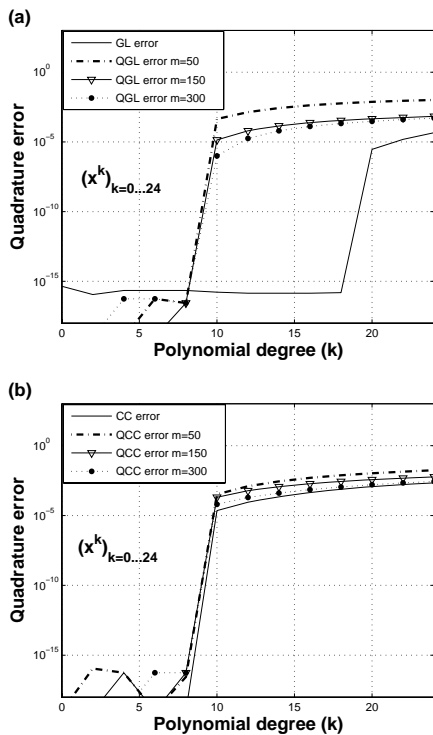 (a)
GL error
QGL error m=50
QGL error m=150
QGL error m=300
10^0
10^-5
10^-10
10^-15
Quadrature error
(x^k)_k=0...24
0 5 10 15 20
Polynomial degree (k)
(b)
CC error
QCC error m=50
QCC error m=150
QCC error m=300
10^0
10^-5
10^-10
10^-15
Quadrature error
(x^k)_k=0...24
0 5 10 15 20
Polynomial degree (k)